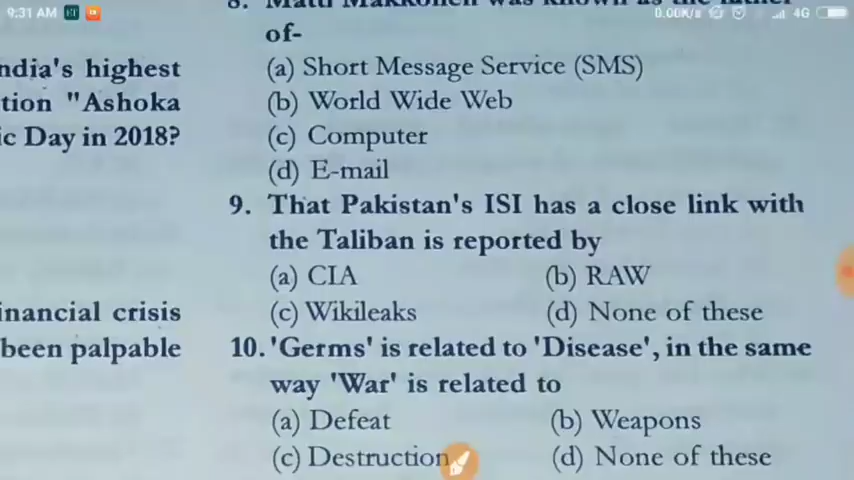 9:31 AM
0.00K/s
4G
of-
ndia's highest
(a) Short Message Service (SMS)
tion "Ashoka
(b) World Wide Web
ic Day in 2018?
(c) Computer
(d) E-mail
9. That Pakistan's ISI has a close link with
the Taliban is reported by
(a) CIA (b) RAW
inancial crisis
(c) Wikileaks (d) None of these
been palpable
10. 'Germs' is related to 'Disease', in the same
way 'War' is related to
(a) Defeat (b) Weapons
(c) Destruction (d) None of these